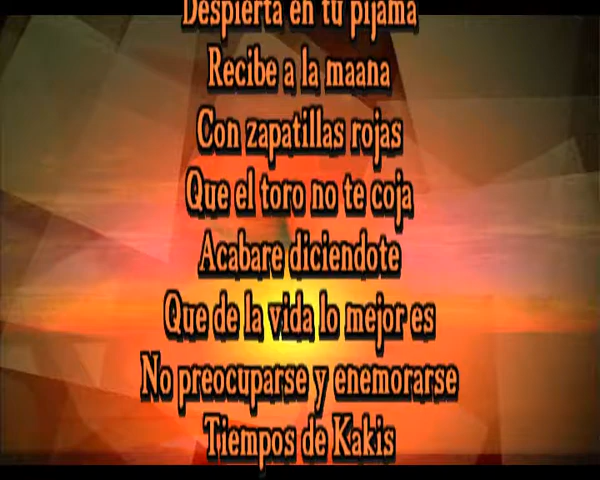 Despierta en tu pijama
Recibe a la maana
Con zapatillas rojas
Que el toro no te coja
Acabare diciendote
Que de la vida lo mejor es
No preocuparse y enemorarse
Tiempos de Kakis